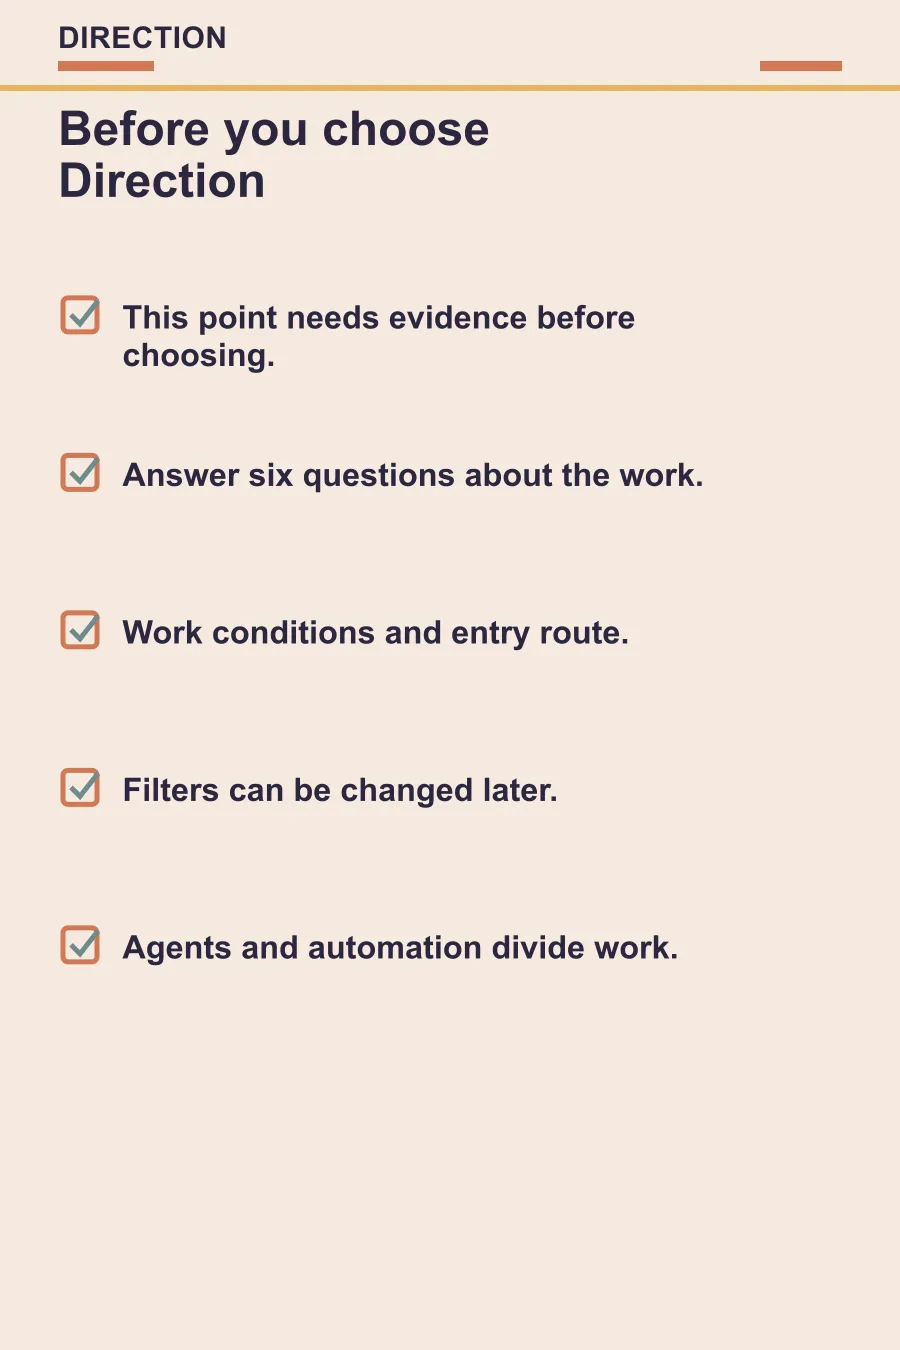 DIRECTION
Before you choose
Direction
This point needs evidence before
choosing.
Answer six questions about the work.
Work conditions and entry route.
Filters can be changed later.
Agents and automation divide work.